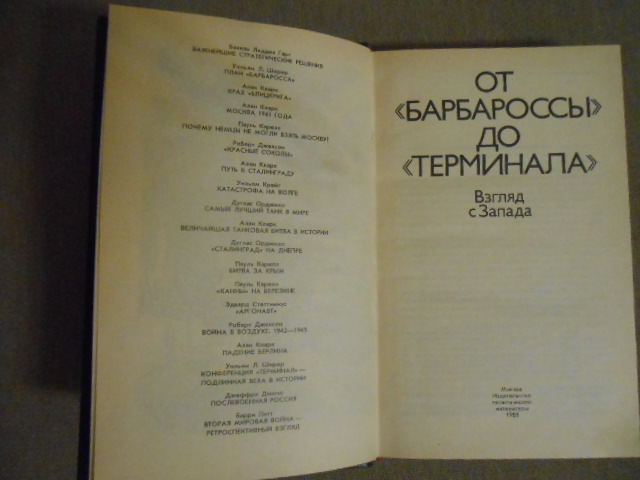 Бэзил Лиддел Гарт
ВАЖНЕЙШИЕ СТРАТЕГИЧЕСКИЕ РЕШЕНИЯ
Уильям Л. Ширер
ПЛАН «БАРБАРОССА»
Алан Кларк
КРАХ «БЛИЦКРИГА»
Алан Кларк
МОСКВА 1941 ГОДА
Пауль Карелл
ПОЧЕМУ НЕМЦЫ НЕ МОГЛИ ВЗЯТЬ МОСКВУ?
Роберт Джексон
«КРАСНЫЕ СОКОЛЫ»
Алан Кларк
ПУТЬ К СТАЛИНГРАДУ
Уильям Крейг
КАТАСТРОФА НА ВОЛГЕ
Дуглас Орджилл
САМЫЙ ЛУЧШИЙ ТАНК В МИРЕ
Алан Кларк
ВЕЛИЧАЙШАЯ ТАНКОВАЯ БИТВА В ИСТОРИИ
Дуглас Орджилл
«СТАЛИНГРАД» НА ДНЕПРЕ
Пауль Карелл
БИТВА ЗА КРЫМ
Пауль Карелл
«КАННЫ» НА БЕРЕЗИНЕ
Эдвард Стеттиниус
«АРГОНАВТ»
Роберт Джексон
ВОЙНА В ВОЗДУХЕ. 1942—1945
Алан Кларк
ПАДЕНИЕ БЕРЛИНА
Уильям Л. Ширер
КОНФЕРЕНЦИЯ «ТЕРМИНАЛ» —
ПОДЛИННАЯ ВЕХА В ИСТОРИИ
Джеффри Джюкс
ПОСЛЕВОЕННАЯ РОССИЯ
Барри Питт
ВТОРАЯ МИРОВАЯ ВОЙНА —
РЕТРОСПЕКТИВНЫЙ ВЗГЛЯД
ОТ
«БАРБАРОССЫ»
ДО
«ТЕРМИНАЛА»
Взгляд
с Запада
Москва
Издательство
политической
литературы
1988